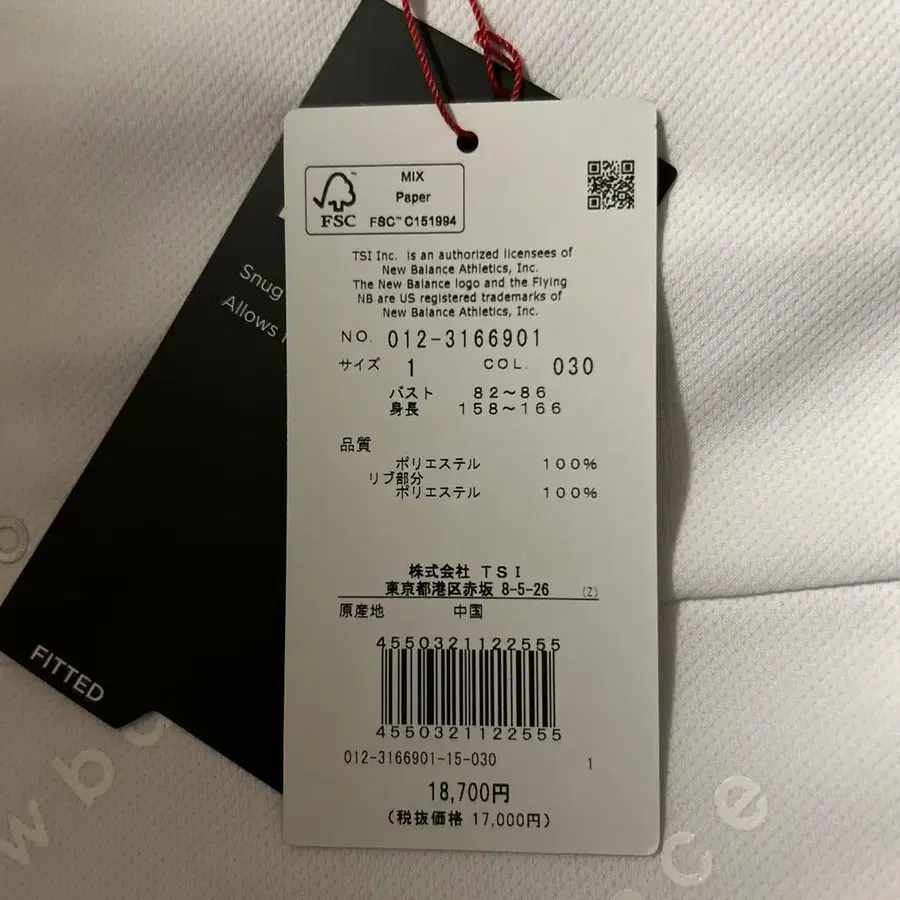 MIX
Paper
FSC™ C151994
FSC™
TSI Inc. is an authorized licensees of
New Balance Athletics, Inc.
The New Balance logo and the Flying
NB are US registered trademarks of
New Balance Athletics, Inc.
NO. 012-3166901
サイズ 1 COL. 030
バスト 82～86
身長 158～166
品質
ポリエステル 100%
リブ部分
ポリエステル 100%
株式会社 TSI
東京都港区赤坂 8-5-26 (Z)
原産地 中国
4550321122555
4550321122555
012-3166901-15-030 1
18,700円
(税抜価格 17,000円)
Snug
Allows
FITTED